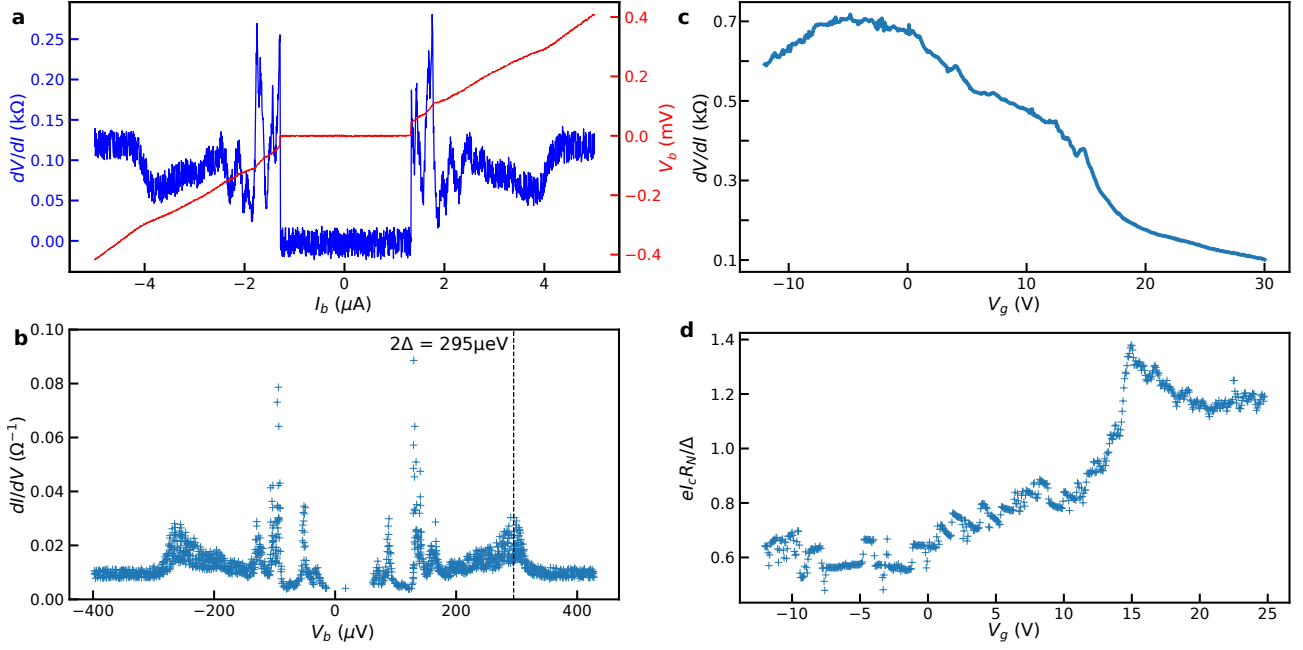 a
dV/dI (kΩ)
0.25
0.20
0.15
0.10
0.05
0.00
0.4
0.2
0.0
−0.2
−0.4
V_b (mV)
−4 −2 0 2 4
I_b (μA)
c
dV/dI (kΩ)
0.7
0.5
0.3
0.1
−10 0 10 20 30
V_g (V)
b
2Δ = 295μeV
dI/dV (Ω⁻¹)
0.10
0.08
0.06
0.04
0.02
0.00
−400 −200 0 200 400
V_b (μV)
d
eI_cR_N/Δ
1.4
1.2
1.0
0.8
0.6
−10 −5 0 5 10 15 20 25
V_g (V)